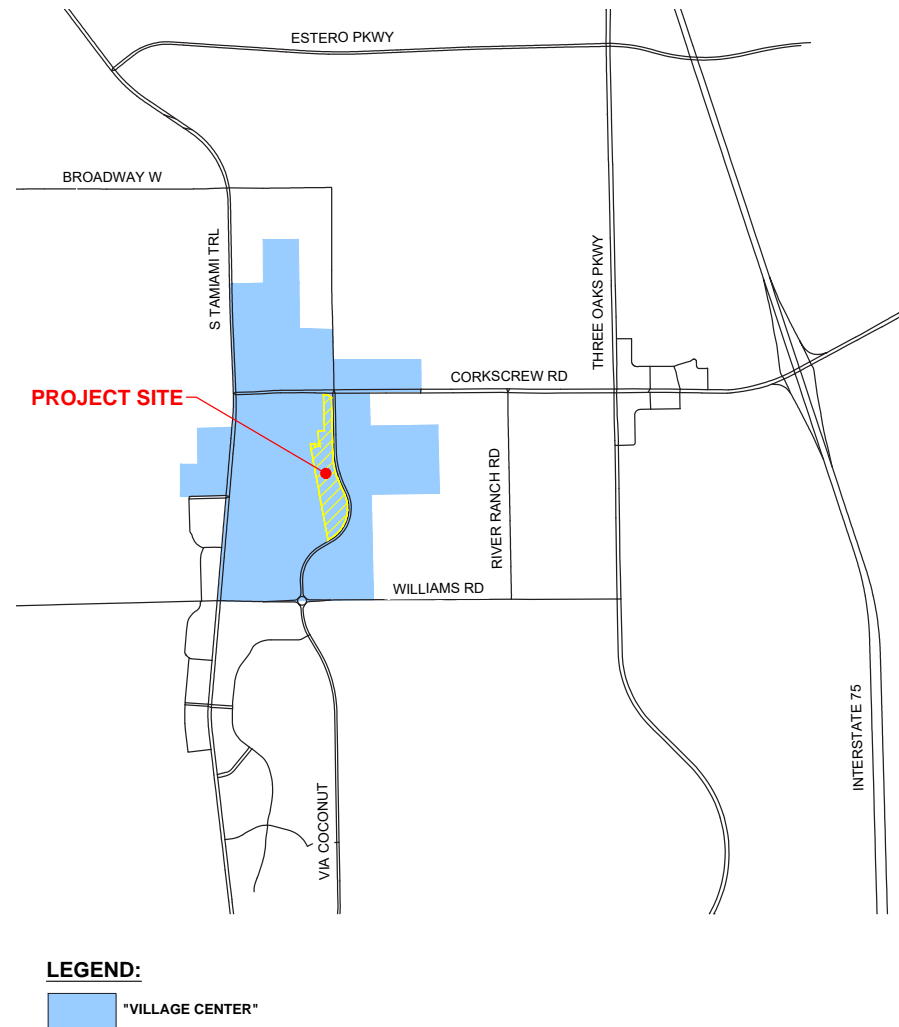 ESTERO PKWY
BROADWAY W
S TAMIAMI TRL
THREE OAKS PKWY
CORKSCREW RD
PROJECT SITE
RIVER RANCH RD
WILLIAMS RD
INTERSTATE 75
VIA COCONUT
LEGEND:
"VILLAGE CENTER"